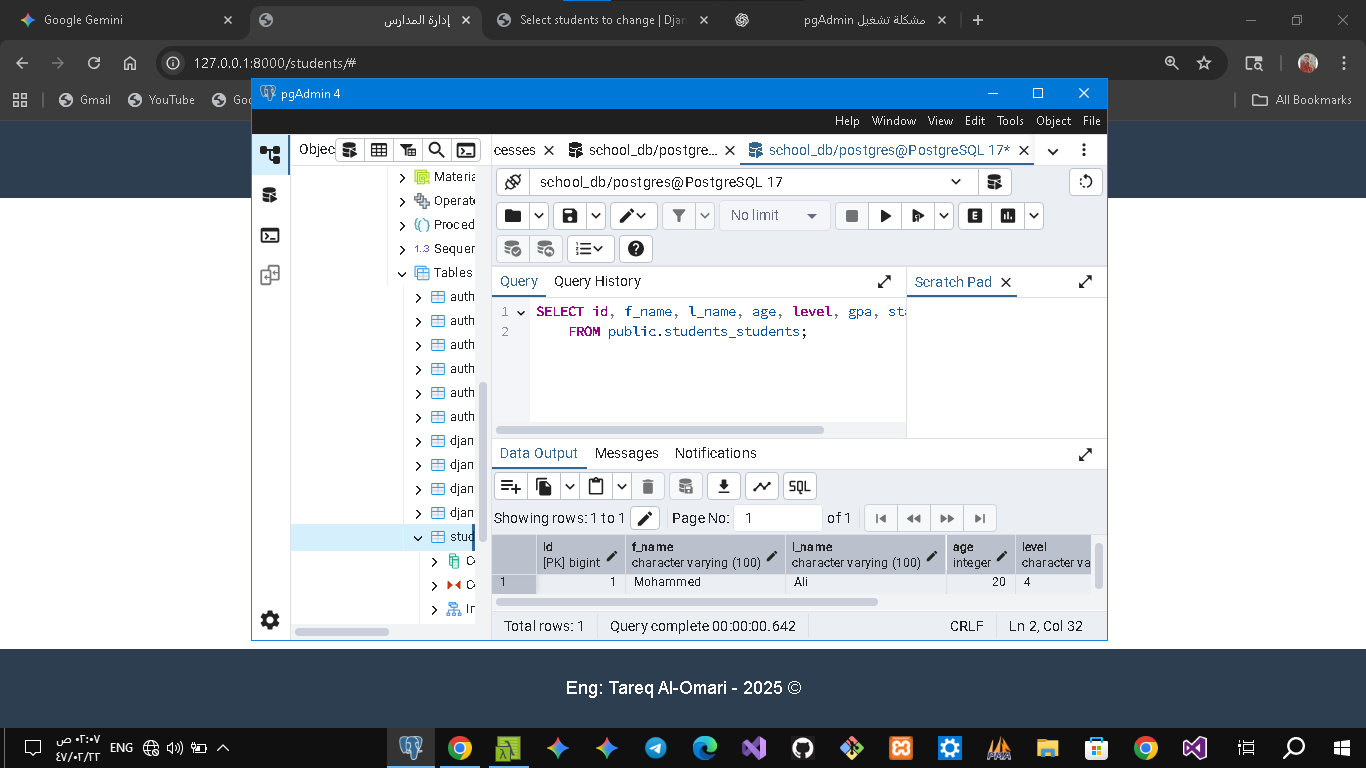 Google Gemini
إدارة المدارس
Select students to change | Djan
مشكلة تشغيل pgAdmin
127.0.0.1:8000/students/#
Gmail
YouTube
Goo
All Bookmarks
pgAdmin 4
Help Window View Edit Tools Object File
Objec
cesses
school_db/postgre...
school_db/postgres@PostgreSQL 17*
Materia
Operate
Proced
1.3 Sequer
Tables
auth
auth
auth
auth
auth
auth
djan
djan
djan
djan
stud
Co
Co
In
school_db/postgres@PostgreSQL 17
No limit
E
Query
Query History
Scratch Pad
1 SELECT id, f_name, l_name, age, level, gpa, sta
2 FROM public.students_students;
Data Output
Messages
Notifications
SQL
Showing rows: 1 to 1
Page No: 1 of 1
id
[PK] bigint
f_name
character varying (100)
l_name
character varying (100)
age
integer
level
character va
1 1 Mohammed Ali 20 4
Total rows: 1
Query complete 00:00:00.642
CRLF
Ln 2, Col 32
Eng: Tareq Al-Omari - 2025 ©
٠٢:٠٧ ص
٤٧/٠٢/٢٣
ENG